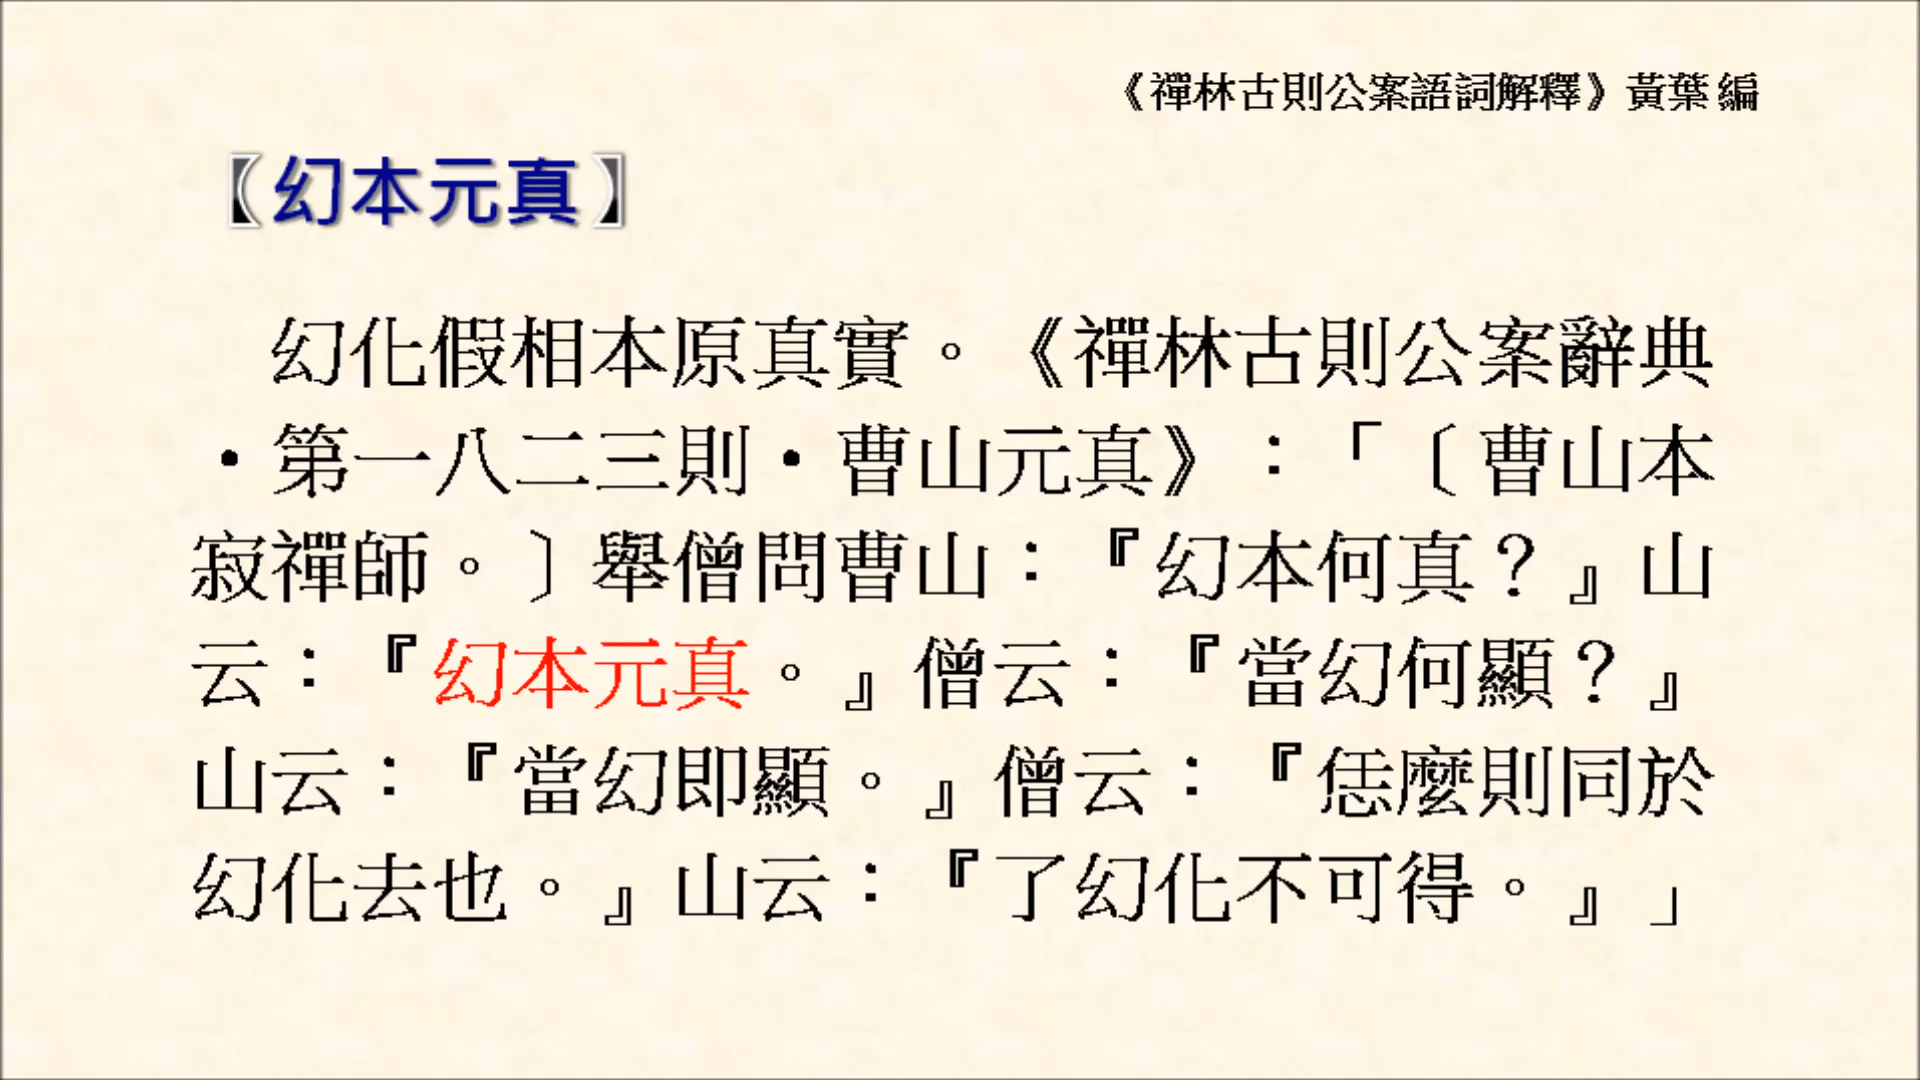 《禪林古則公案語詞解釋》黃葉 編
【幻本元真】
幻化假相本原真實。《禪林古則公案辭典
・第一八二三則・曹山元真》：「〔曹山本
寂禪師。〕舉僧問曹山：『幻本何真？』山
云：『幻本元真。』僧云：『當幻何顯？』
山云：『當幻即顯。』僧云：『恁麼則同於
幻化去也。』山云：『了幻化不可得。』」